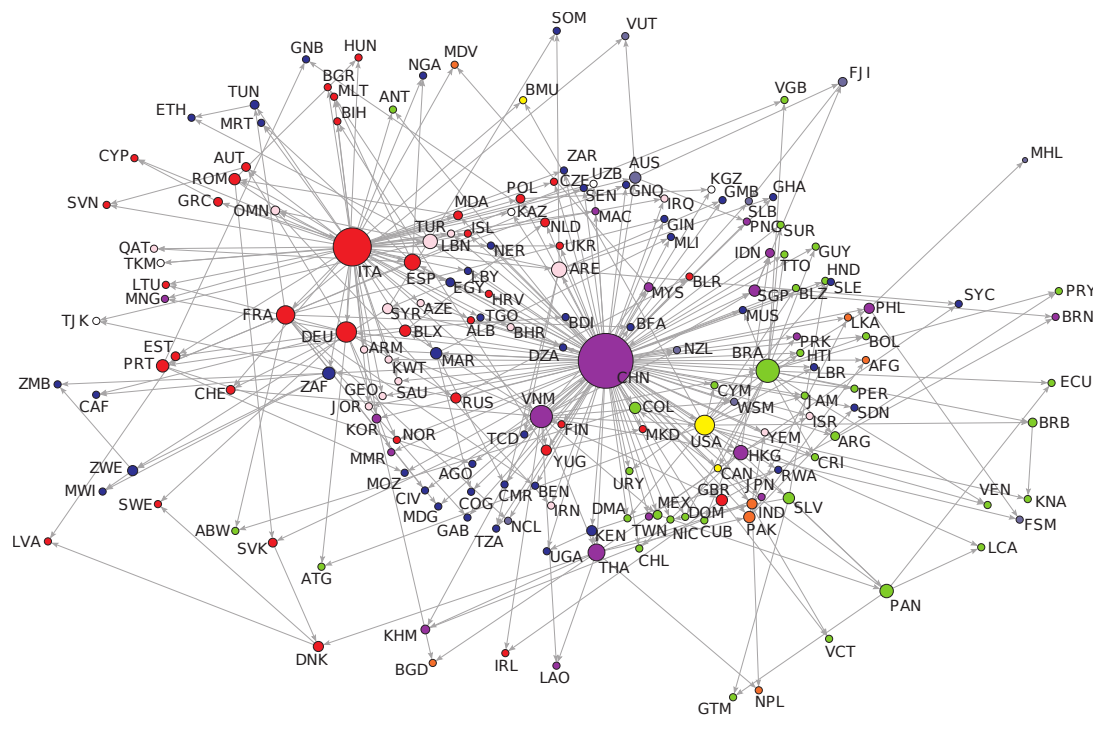 SOM
VUT
GNB
HUN
MDV
NGA
BGR
MLT
FJI
TUN
ANT
BMU
VGB
ETH
MRT
BIH
CYP
AUT
ZAR
UZB
AUS
MHL
ROM
POL
CZE
SEN
GNQ
KGZ
GMB
GHA
SVN
GRC
OMN
MDA
KAZ
MAC
IRQ
SLB
TUR
ISL
NLD
GIN
PNG
SUR
QAT
LBN
NER
UKR
MLI
IDN
GUY
TKM
ITA
ESP
ARE
TTO
LTU
LBY
EGY
BLR
HND
SLE
MNG
HRV
MYS
SGP
BLZ
SYC
PRY
FRA
SYR
AZE
TGO
BDI
BFA
MUS
PHL
BRN
TJK
DEU
BLX
ALB
BHR
LKA
EST
ARM
DZA
NZL
PRK
BOL
PRT
KWT
MAR
CHN
BRA
HTI
AFG
ZMB
ZAF
LBR
ECU
CAF
CHE
GEO
SAU
CYM
PER
JOR
RUS
VNM
COL
WSM
JAM
SDN
KOR
NOR
TCD
FIN
MKD
USA
YEM
ISR
ARG
BRB
MMR
YUG
HKG
CRI
ZWE
MOZ
AGO
CAN
RWA
MWI
CIV
COG
CMR
BEN
URY
GBR
JPN
VEN
KNA
SWE
MDG
IRN
DMA
MEX
DOM
IND
SLV
ABW
GAB
TZA
NCL
KEN
TWN
NIC
CUB
PAK
FSM
LVA
SVK
ATG
UGA
THA
CHL
LCA
PAN
KHM
DNK
BGD
IRL
LAO
VCT
GTM
NPL